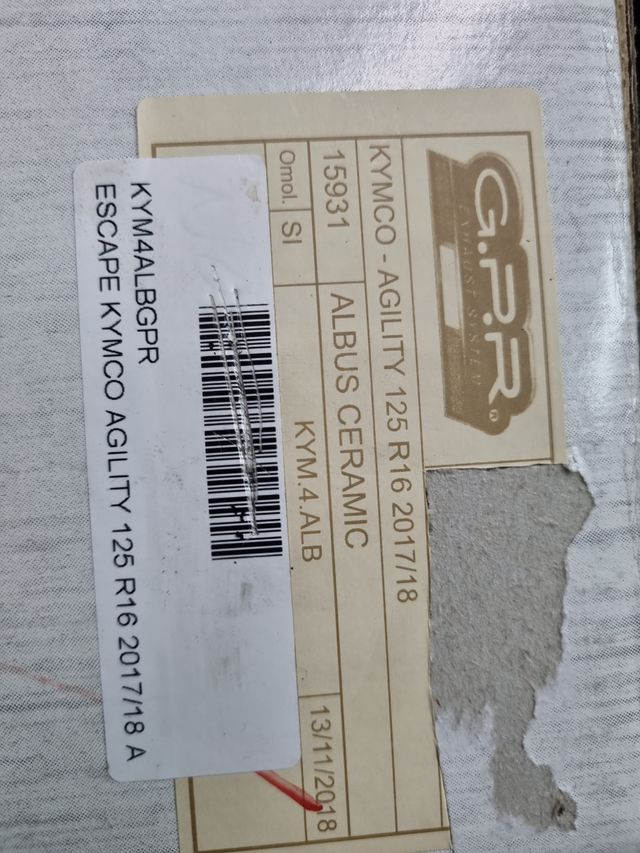 G.P.R®
EXHAUST SYSTEM
KYMCO - AGILITY 125 R16 2017/18
15931 ALBUS CERAMIC
Omol. SI KYM.4.ALB 13/11/2018
KYM4ALBGPR
ESCAPE KYMCO AGILITY 125 R16 2017/18 A